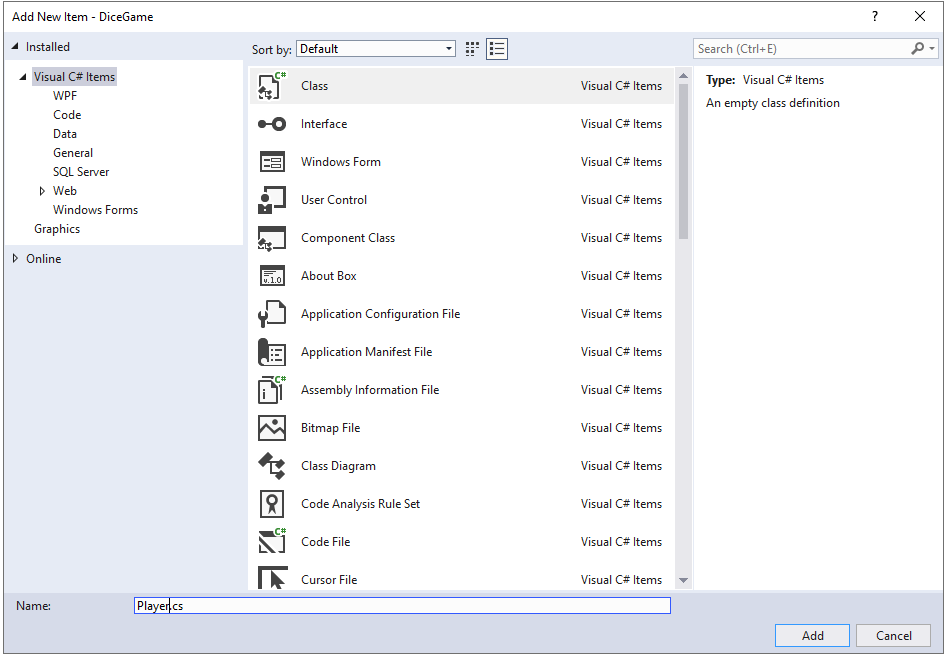 Add New Item - DiceGame
?
Installed
Sort by: Default
Search (Ctrl+E)
Visual C# Items
WPF
Code
Data
General
SQL Server
Web
Windows Forms
Graphics
Online
C#
Class Visual C# Items
Interface Visual C# Items
Windows Form Visual C# Items
User Control Visual C# Items
Component Class Visual C# Items
v.1.0
About Box Visual C# Items
Application Configuration File Visual C# Items
Application Manifest File Visual C# Items
C#
Assembly Information File Visual C# Items
Bitmap File Visual C# Items
Class Diagram Visual C# Items
Code Analysis Rule Set Visual C# Items
C#
Code File Visual C# Items
Cursor File Visual C# Items
Type: Visual C# Items
An empty class definition
Name: Player.cs
Add Cancel